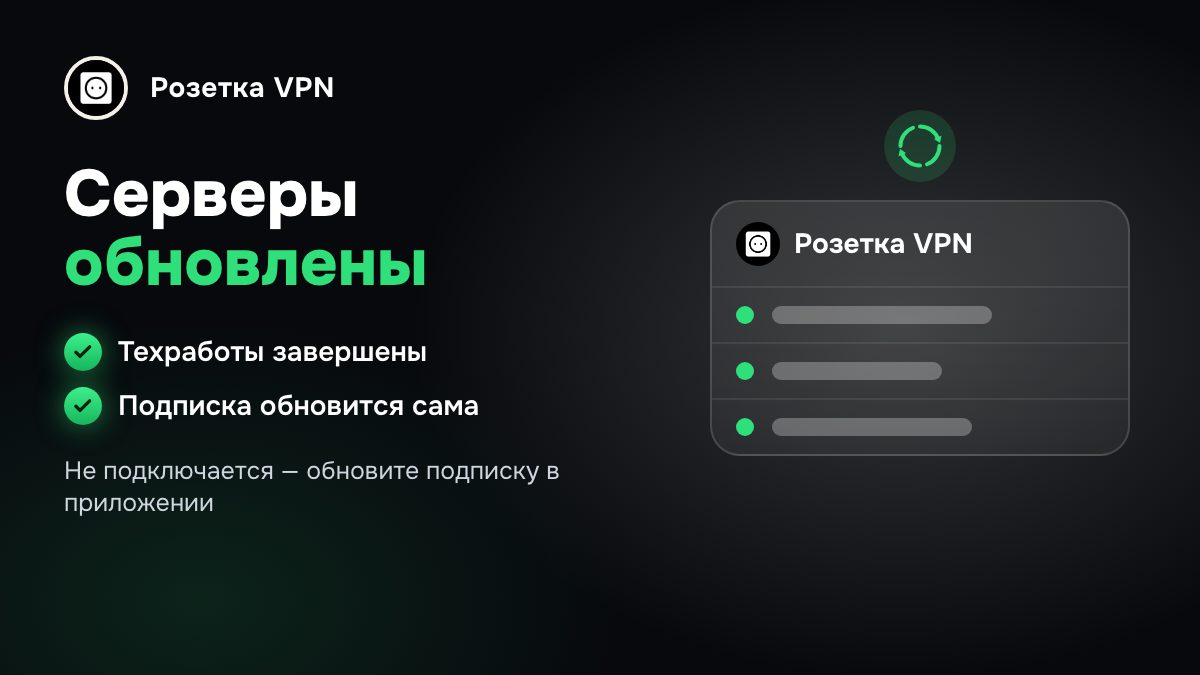 Розетка VPN
Серверы
обновлены
Техработы завершены
Подписка обновится сама
Не подключается — обновите подписку в
приложении
Розетка VPN